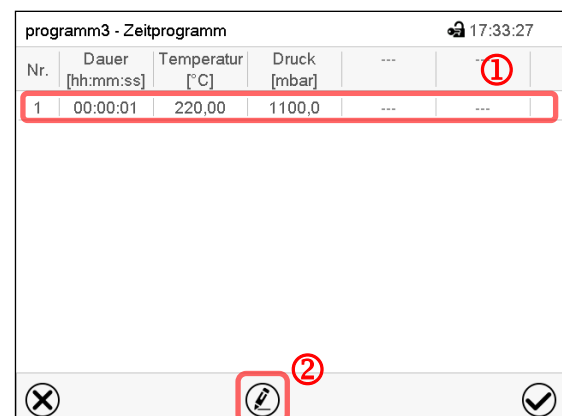 programm3 - Zeitprogramm 17:33:27
Nr. Dauer [hh:mm:ss] Temperatur [°C] Druck [mbar] --- ---
①
1 00:00:01 220,00 1100,0 --- ---
②